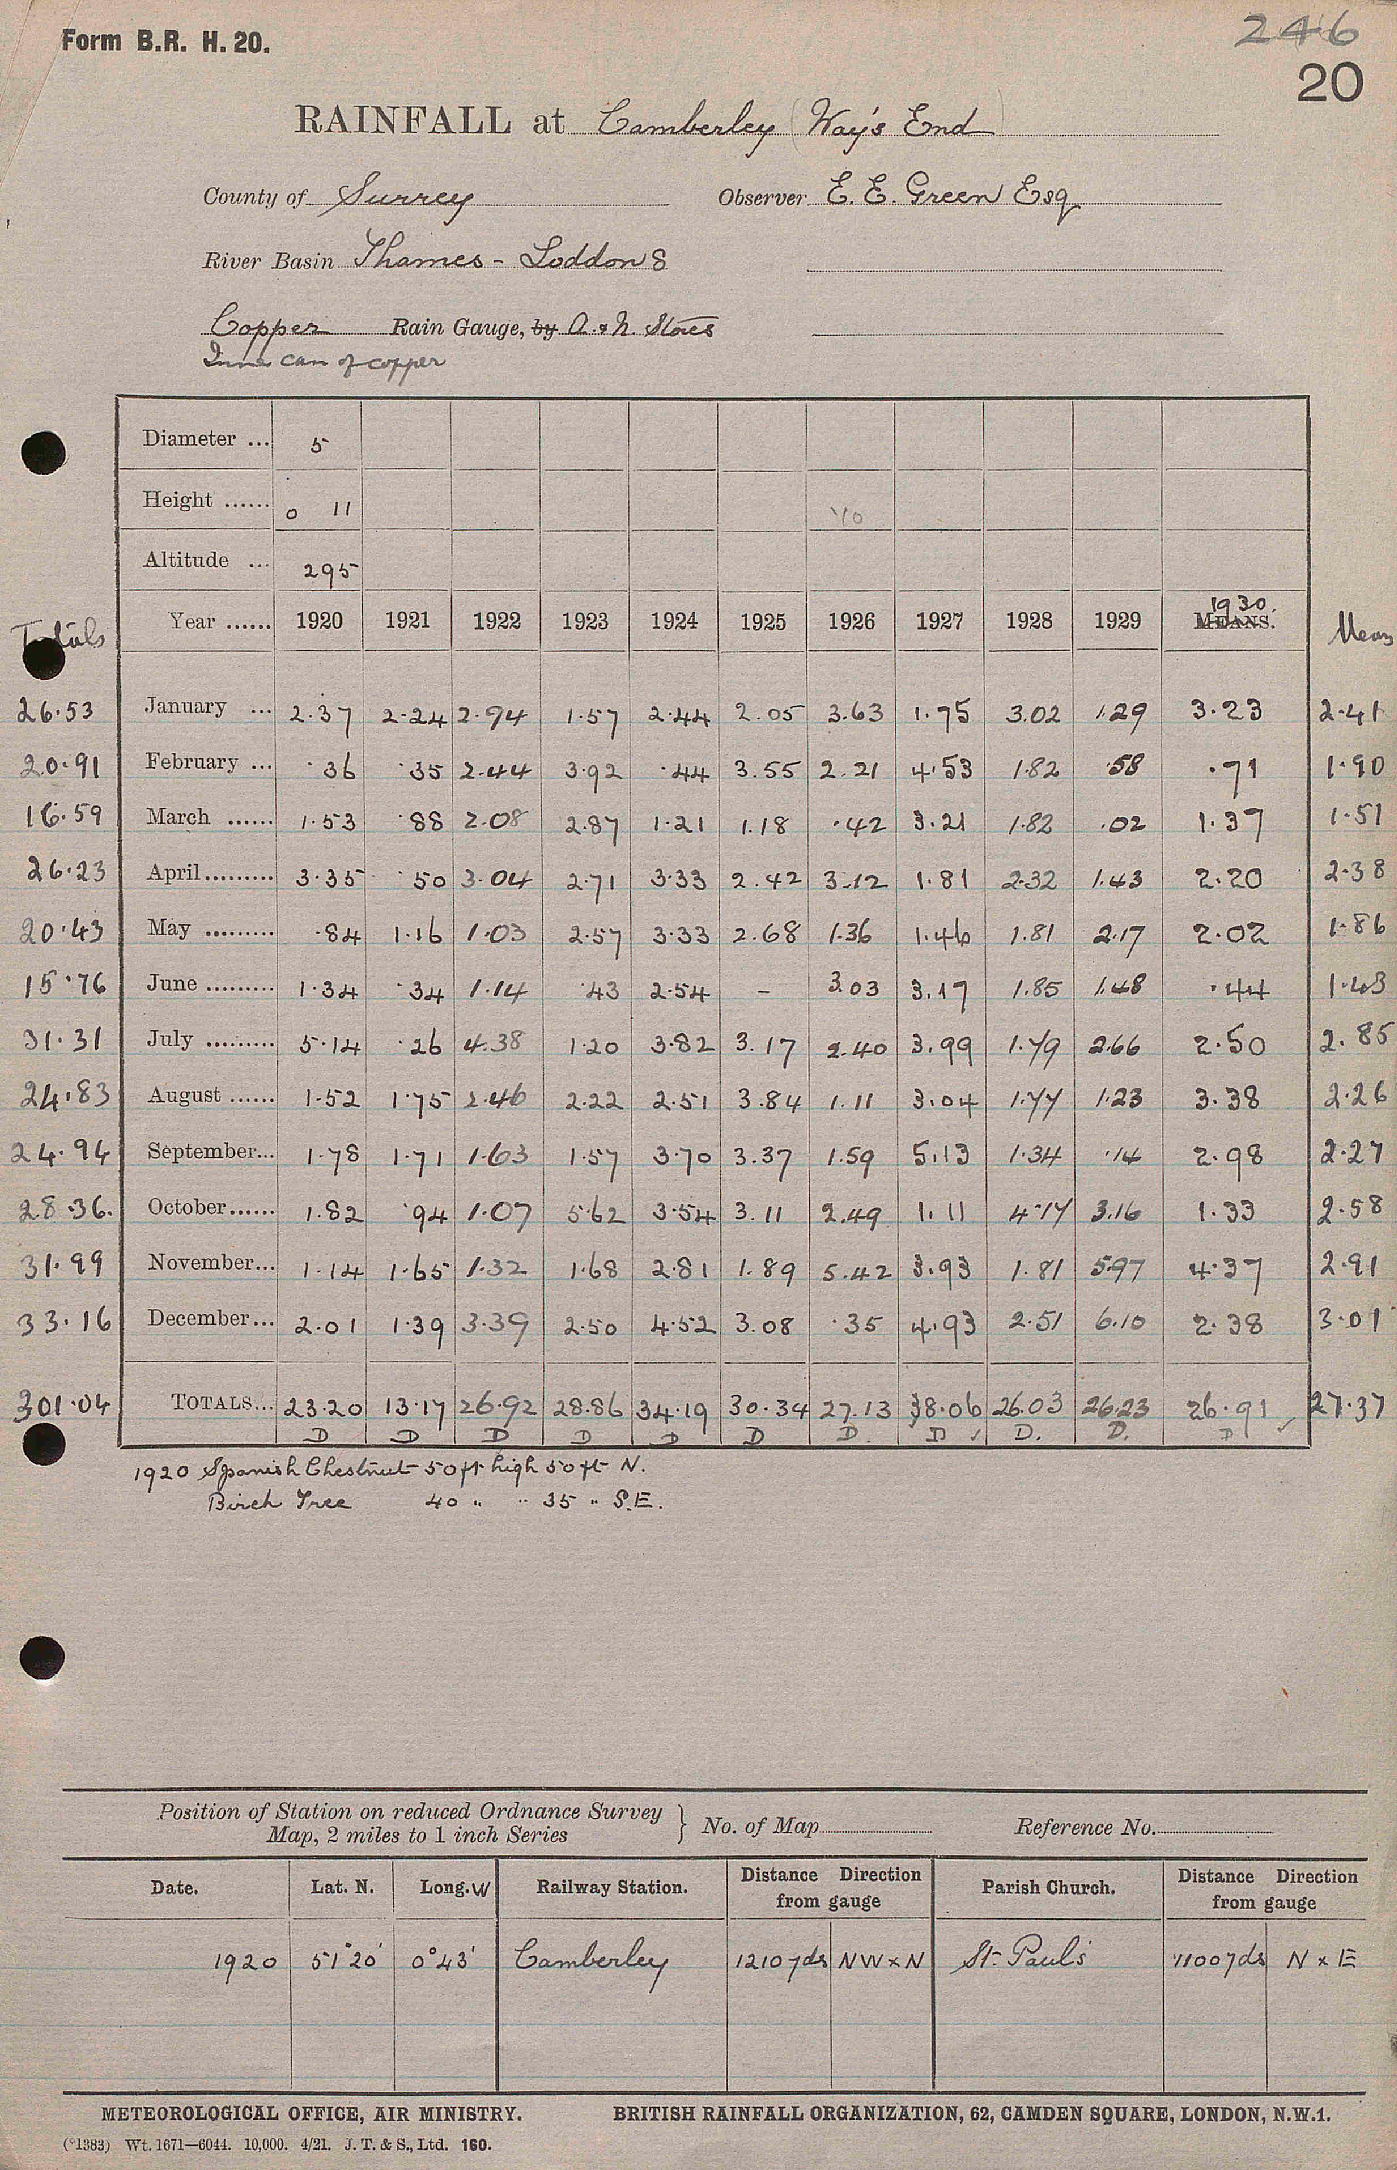 Form B.R. H. 20.
246
20
RAINFALL at Camberley (Way's End)
County of Surrey Observer E. E. Green Esq
River Basin Thames - Loddon 8
Copper Rain Gauge, by A. & N. Stores
Inner can of copper
Diameter ... 5
Height ...... 0 11 1/0
Altitude ... 295
Totals Year ...... 1920 1921 1922 1923 1924 1925 1926 1927 1928 1929 1930. MEANS. Mean
26.53 January ... 2.37 2.24 2.94 1.57 2.44 2.05 3.63 1.75 3.02 1.29 3.23 2.41
20.91 February ... .36 .35 2.44 3.92 .44 3.55 2.21 4.53 1.82 .58 .71 1.90
16.59 March ...... 1.53 .88 2.08 2.87 1.21 1.18 .42 3.21 1.82 .02 1.37 1.51
26.23 April......... 3.35 .50 3.04 2.71 3.33 2.42 3.12 1.81 2.32 1.43 2.20 2.38
20.43 May ......... .84 1.16 1.03 2.57 3.33 2.68 1.36 1.46 1.81 2.17 2.02 1.86
15.76 June ......... 1.34 .34 1.14 .43 2.54 - 3.03 3.17 1.85 1.48 .44 1.43
31.31 July ......... 5.14 .26 4.38 1.20 3.82 3.17 2.40 3.99 1.79 2.66 2.50 2.85
24.83 August ...... 1.52 1.75 2.46 2.22 2.51 3.84 1.11 3.04 1.77 1.23 3.38 2.26
24.94 September... 1.78 1.71 1.63 1.57 3.70 3.37 1.59 5.13 1.34 .14 2.98 2.27
28.36. October...... 1.82 .94 1.07 5.62 3.54 3.11 2.49 1.11 4.17 3.16 1.33 2.58
31.99 November... 1.14 1.65 1.32 1.68 2.81 1.89 5.42 3.93 1.81 5.97 4.37 2.91
33.16 December... 2.01 1.39 3.39 2.50 4.52 3.08 .35 4.93 2.51 6.10 2.38 3.01
301.04 TOTALS... 23.20 13.17 26.92 28.86 34.19 30.34 27.13 38.06 26.03 26.23 26.91 27.37
D D D D D D D. D ✓ D. D. D ✓
1920 Spanish Chestnut 50 ft high 50 ft N.
Birch Tree 40 " " 35 " S.E.
Position of Station on reduced Ordnance Survey
Map, 2 miles to 1 inch Series } No. of Map Reference No.
Date. Lat. N. Long. W Railway Station. Distance Direction from gauge Parish Church. Distance Direction from gauge
1920 51°20' 0°43' Camberley 1210 yds NW x N St. Paul's 1100 yds N x E
METEOROLOGICAL OFFICE, AIR MINISTRY. BRITISH RAINFALL ORGANIZATION, 62, CAMDEN SQUARE, LONDON, N.W.1.
(*1383) Wt. 1671—6044. 10,000. 4/21. J. T. & S., Ltd. 160.